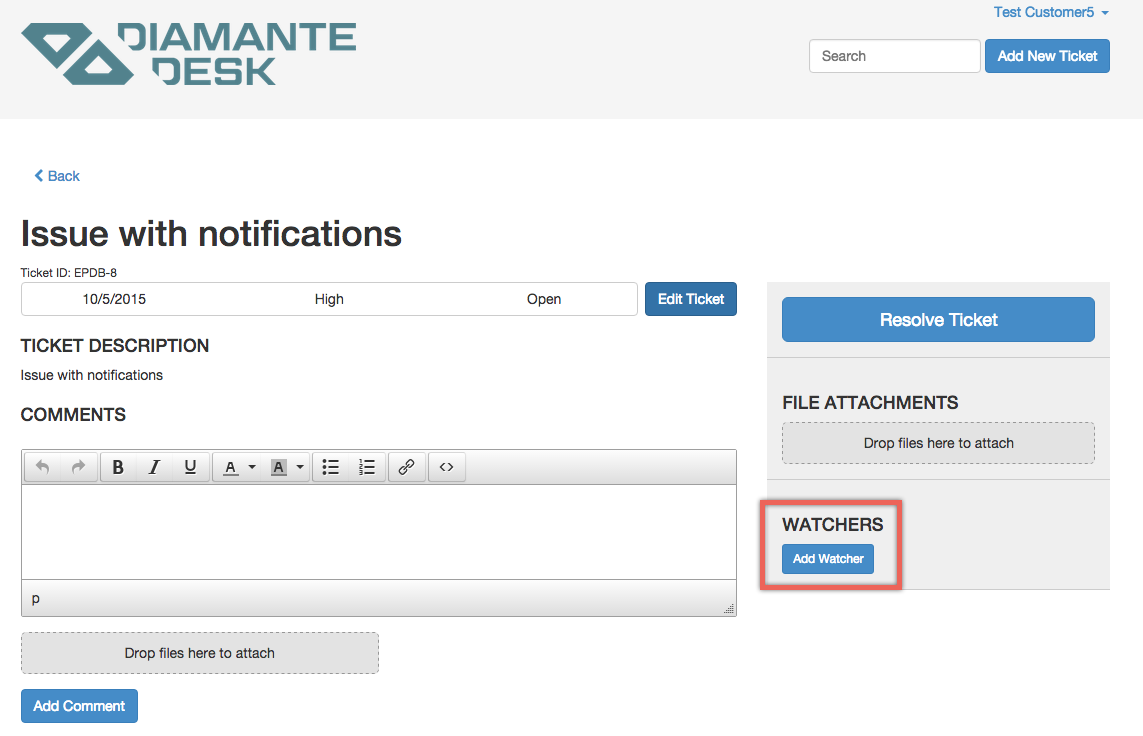 Test Customer5
DIAMANTE
DESK
Search
Add New Ticket
Back
Issue with notifications
Ticket ID: EPDB-8
10/5/2015 High Open
Edit Ticket
Resolve Ticket
TICKET DESCRIPTION
Issue with notifications
FILE ATTACHMENTS
Drop files here to attach
COMMENTS
B I U A A
WATCHERS
Add Watcher
p
Drop files here to attach
Add Comment